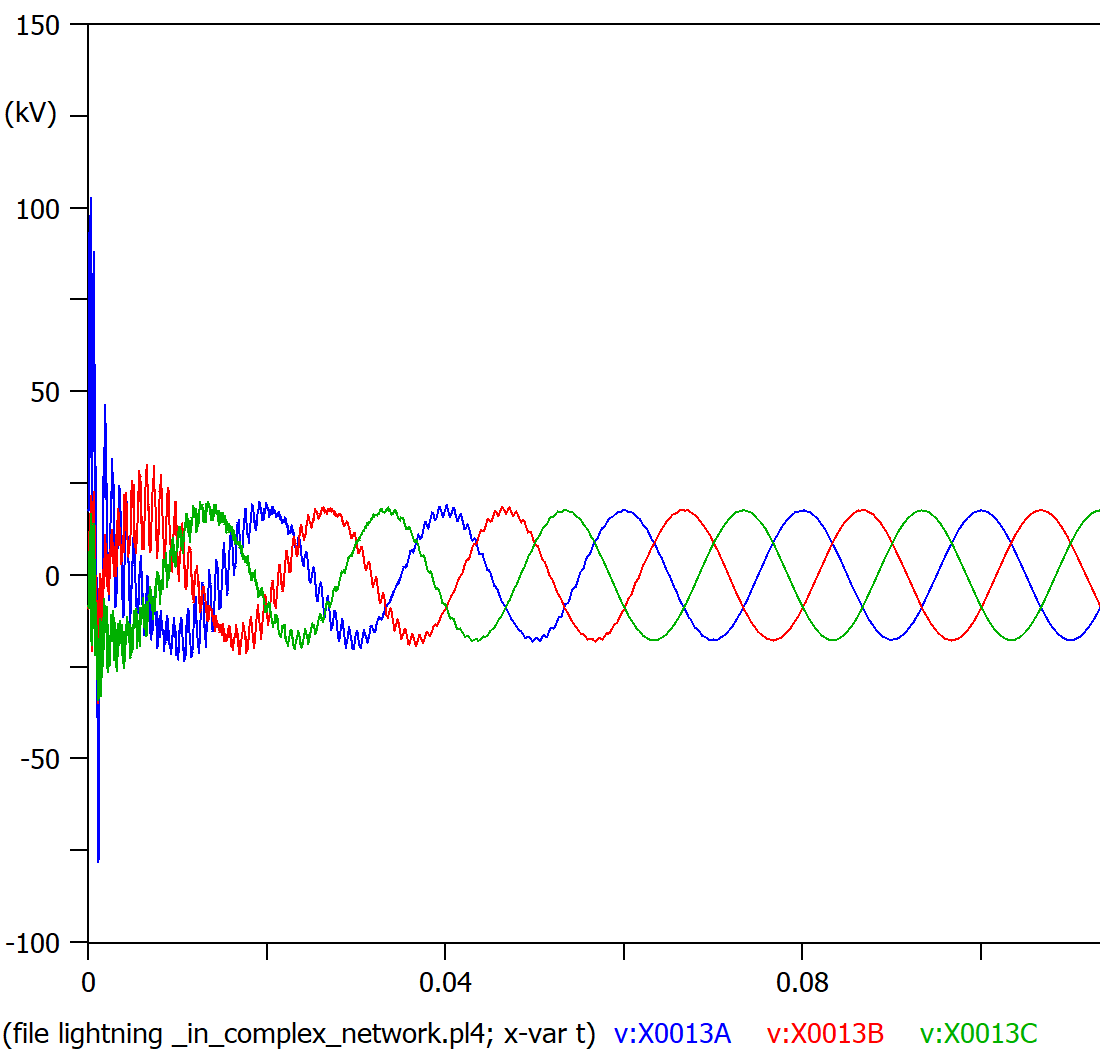 150
(kV)
100
50
0
-50
-100
0 0.04 0.08
(file lightning _in_complex_network.pl4; x-var t) v:X0013A v:X0013B v:X0013C